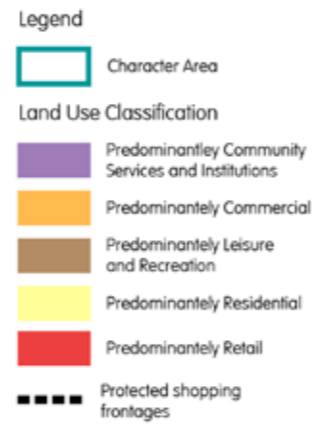 Legend
Character Area
Land Use Classification
Predominantley Community
Services and Institutions
Predominantely Commercial
Predominantely Leisure
and Recreation
Predominantely Residential
Predominantely Retail
Protected shopping
frontages